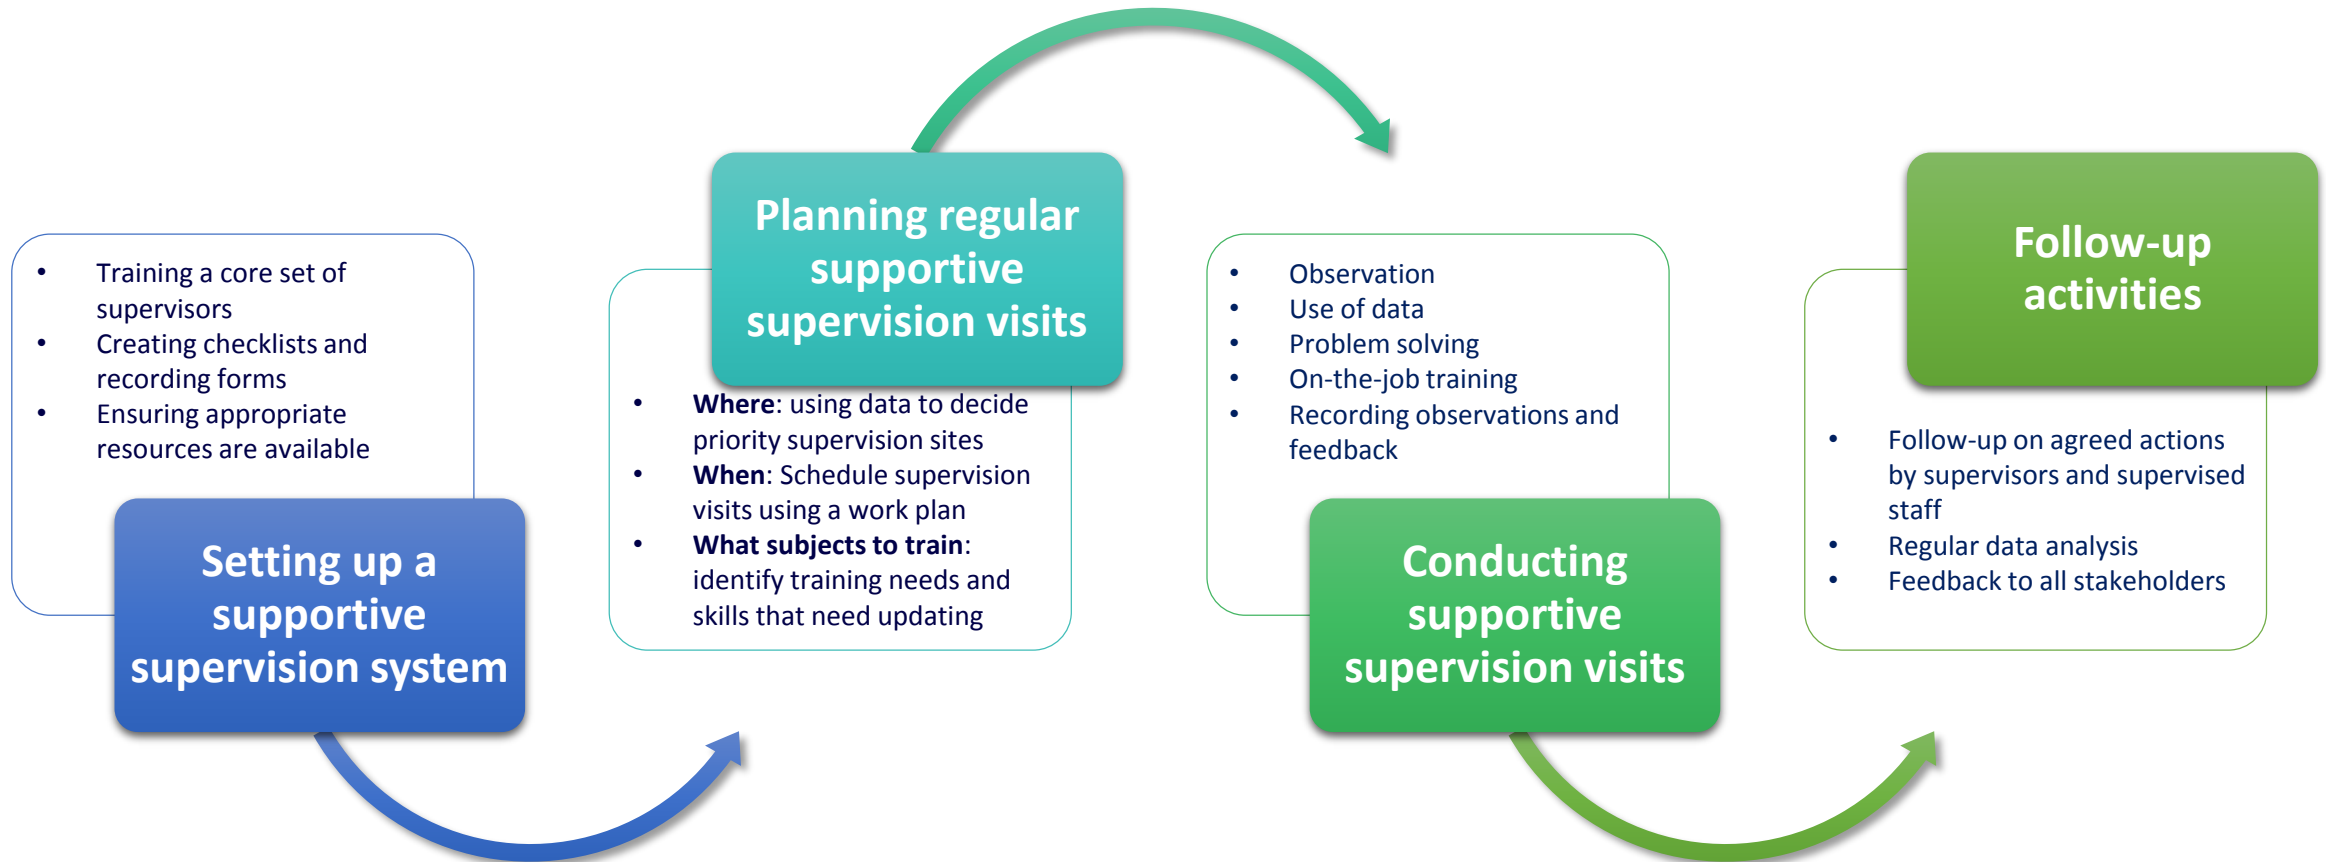 • Training a core set of
supervisors
• Creating checklists and
recording forms
• Ensuring appropriate
resources are available
Setting up a
supportive
supervision system
Planning regular
supportive
supervision visits
• Where: using data to decide
priority supervision sites
• When: Schedule supervision
visits using a work plan
• What subjects to train:
identify training needs and
skills that need updating
• Observation
• Use of data
• Problem solving
• On-the-job training
• Recording observations and
feedback
Conducting
supportive
supervision visits
Follow-up
activities
• Follow-up on agreed actions
by supervisors and supervised
staff
• Regular data analysis
• Feedback to all stakeholders